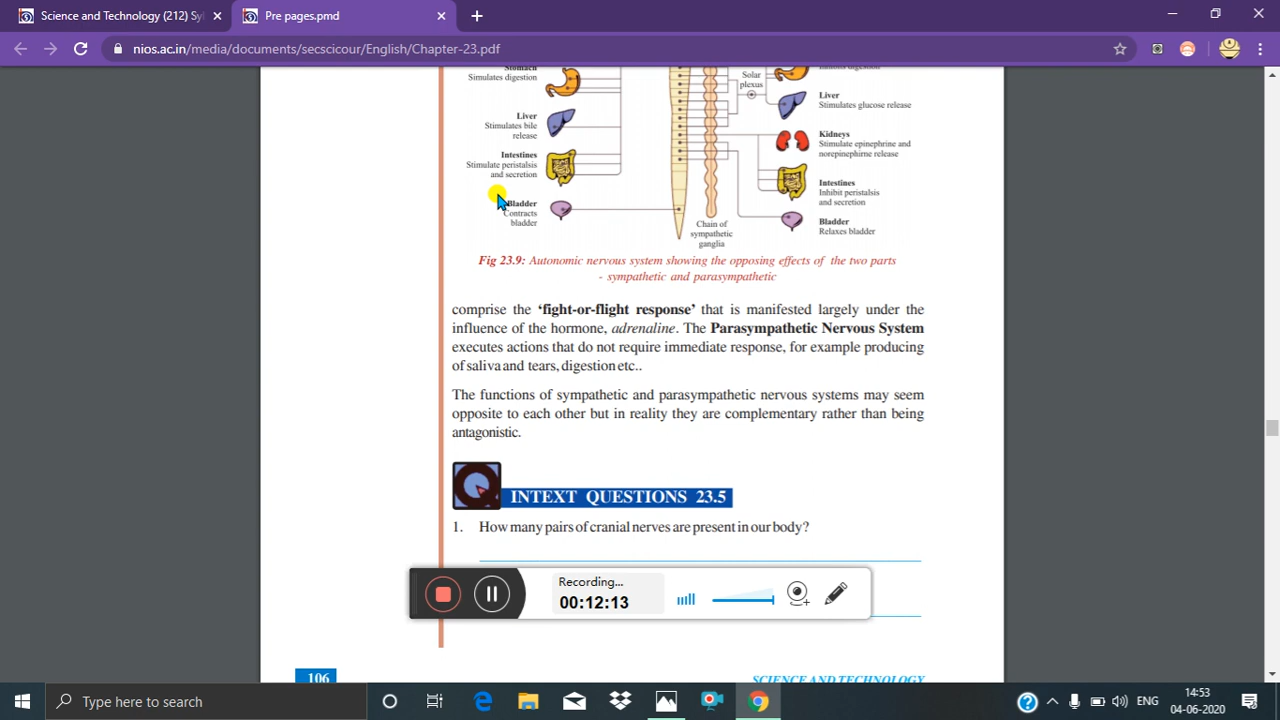 Science and Technology (212) Sy
Pre pages.pmd
nios.ac.in/media/documents/secscicour/English/Chapter-23.pdf
Stomach
Simulates digestion
Liver
Stimulates bile
release
Intestines
Stimulate peristalsis
and secretion
Bladder
Contracts
bladder
Solar
plexus
Chain of
sympathetic
ganglia
Liver
Stimulates glucose release
Kidneys
Stimulate epinephrine and
norepinephirne release
Intestines
Inhibit peristalsis
and secretion
Bladder
Relaxes bladder
Fig 23.9: Autonomic nervous system showing the opposing effects of the two parts
- sympathetic and parasympathetic
comprise the ‘fight-or-flight response’ that is manifested largely under the
influence of the hormone, adrenaline. The Parasympathetic Nervous System
executes actions that do not require immediate response, for example producing
of saliva and tears, digestion etc..
The functions of sympathetic and parasympathetic nervous systems may seem
opposite to each other but in reality they are complementary rather than being
antagonistic.
INTEXT QUESTIONS 23.5
1. How many pairs of cranial nerves are present in our body?
Recording...
00:12:13
106
SCIENCE AND TECHNOLOGY
Type here to search
ENG
04-06-2020